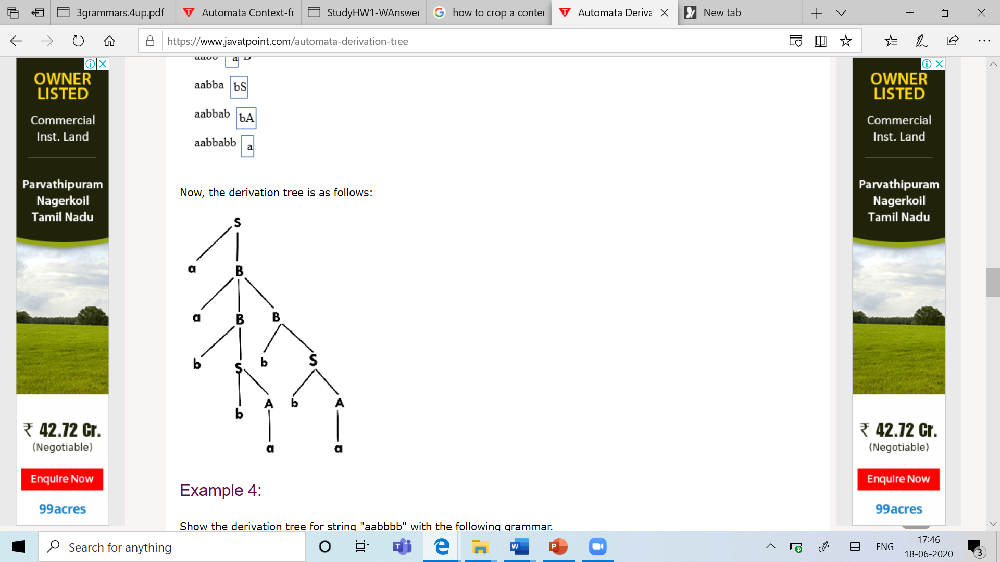 3grammars.4up.pdf
Automata Context-fr
StudyHW1-WAnswer
how to crop a conter
Automata Deriva
New tab
https://www.javatpoint.com/automata-derivation-tree
OWNER
LISTED
Commercial
Inst. Land
Parvathipuram
Nagerkoil
Tamil Nadu
₹ 42.72 Cr.
(Negotiable)
Enquire Now
99acres
aabb a B
aabba bS
aabbab bA
aabbabb a
Now, the derivation tree is as follows:
S
a B
a B B
b S b S
b A b A
a a
Example 4:
Show the derivation tree for string "aabbbb" with the following grammar.
OWNER
LISTED
Commercial
Inst. Land
Parvathipuram
Nagerkoil
Tamil Nadu
₹ 42.72 Cr.
(Negotiable)
Enquire Now
99acres
Search for anything
ENG
17:46
18-06-2020
3